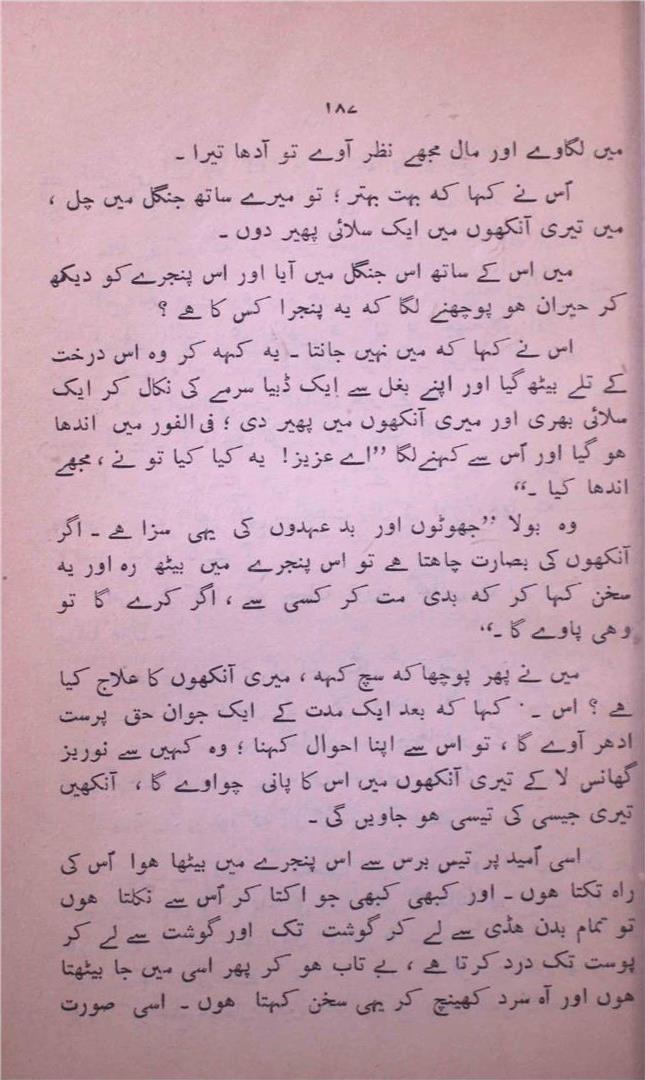 ۱۸۷
میں لگاوے اور مال مجھے نظر آوے تو آدھا تیرا ۔
اُس نے کہا کہ بہت بہتر ؛ تو میرے ساتھ جنگل میں چل ،
میں تیری آنکھوں میں ایک سلائی پھیر دوں ۔
میں اس کے ساتھ اس جنگل میں آیا اور اس پنجرے کو دیکھ
کر حیران ہو پوچھنے لگا کہ یہ پنجرا کس کا ہے ؟
اس نے کہا کہ میں نہیں جانتا ۔ یہ کہہ کر وہ اس درخت
کے تلے بیٹھ گیا اور اپنے بغل سے ایک ڈبیا سرمے کی نکال کر ایک
سلائی بھری اور میری آنکھوں میں پھیر دی ؛ فی الفور میں اندھا
ہو گیا اور اُس سے کہنے لگا ”اے عزیز! یہ کیا کیا تو نے ، مجھے
اندھا کیا ۔“
وہ بولا ”جھوٹوں اور بد عہدوں کی یہی سزا ہے ۔ اگر
آنکھوں کی بصارت چاہتا ہے تو اس پنجرے میں بیٹھ رہ اور یہ
سخن کہا کر کہ بدی مت کر کسی سے ، اگر کرے گا تو
وہی پاوے گا ۔“
میں نے پھر پوچھا کہ سچ کہہ ، میری آنکھوں کا علاج کیا
ہے ؟ اس ۔ کہا کہ بعد ایک مدت کے ایک جوان حق پرست
ادھر آوے گا ، تو اس سے اپنا احوال کہنا ؛ وہ کہیں سے نوریز
گھانس لا کے تیری آنکھوں میں اس کا پانی چواوے گا ، آنکھیں
تیری جیسی کی تیسی ہو جاویں گی ۔
اسی اُمید پر تیس برس سے اس پنجرے میں بیٹھا ہوا اُس کی
راہ تکتا ہوں ۔ اور کبھی کبھی جو اکتا کر اُس سے نکلتا ہوں
تو تمام بدن ہڈی سے لے کر گوشت تک اور گوشت سے لے کر
پوست تک درد کرتا ہے ، بے تاب ہو کر پھر اسی میں جا بیٹھتا
ہوں اور آہ سرد کھینچ کر یہی سخن کہتا ہوں ۔ اسی صورت